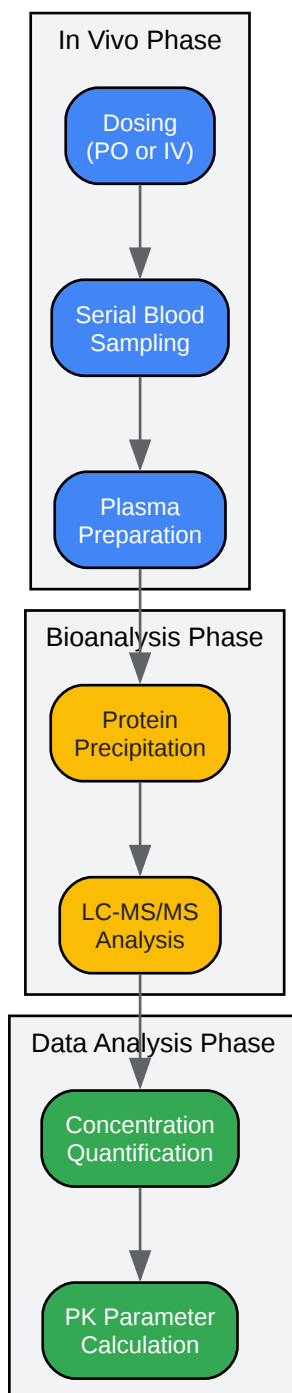 In Vivo Phase
Dosing
(PO or IV)
Serial Blood
Sampling
Plasma
Preparation
Bioanalysis Phase
Protein
Precipitation
LC-MS/MS
Analysis
Data Analysis Phase
Concentration
Quantification
PK Parameter
Calculation